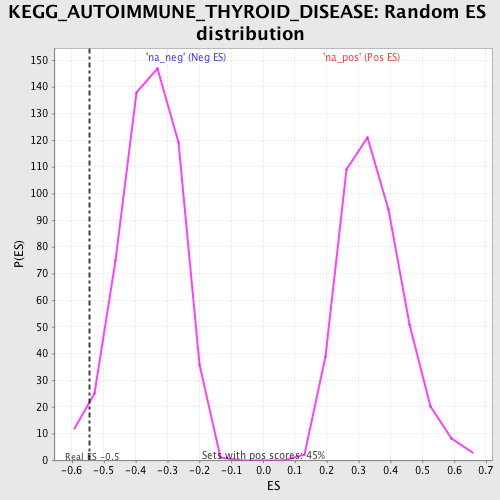 KEGG_AUTOIMMUNE_THYROID_DISEASE: Random ES
distribution
'na_neg' (Neg ES) 'na_pos' (Pos ES)
150
140
130
120
110
100
90
80
70
60
50
40
30
20
10
0
P(ES)
Real ES -0.5 Sets with pos scores: 45%
-0.6 -0.5 -0.4 -0.3 -0.2 -0.1 0.0 0.1 0.2 0.3 0.4 0.5 0.6 0.7
ES